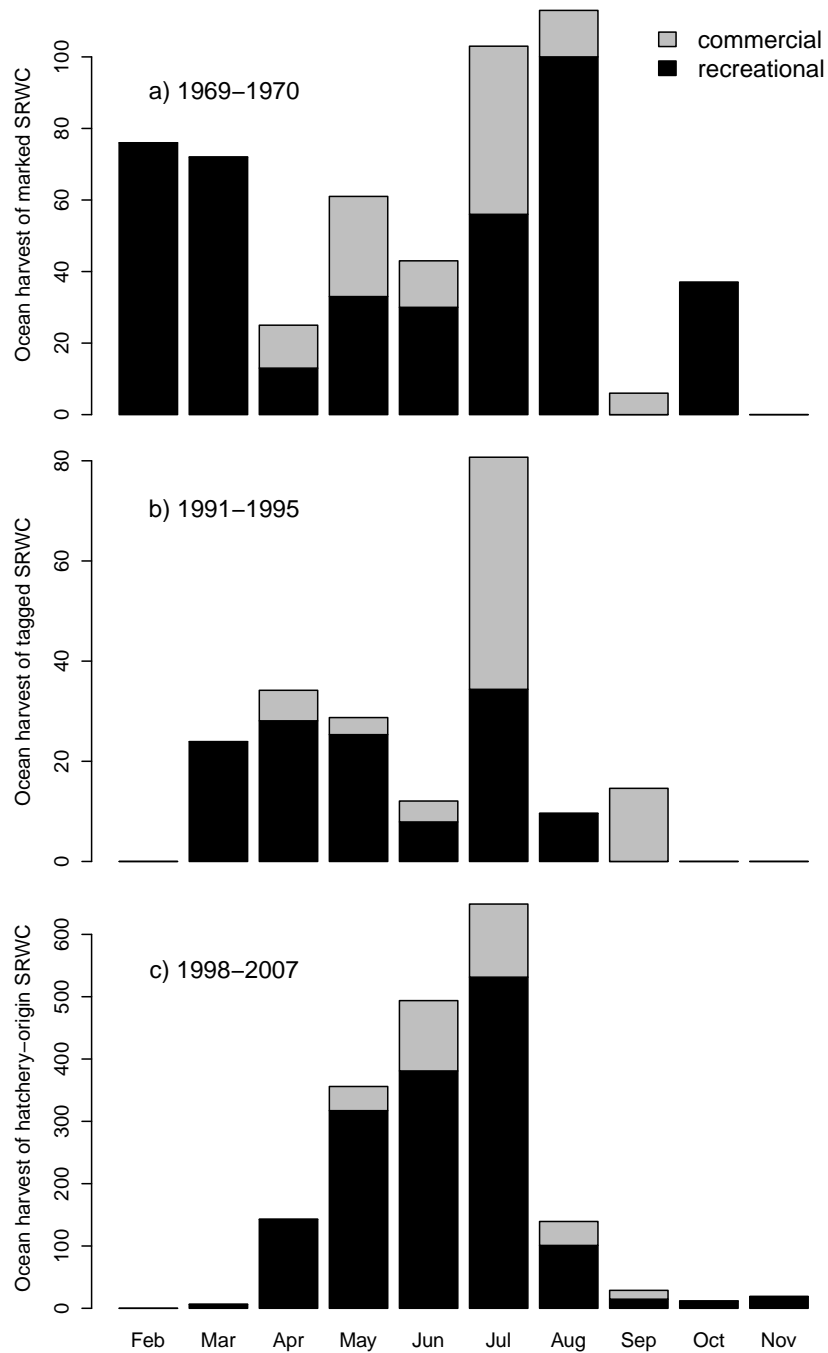 commercial
recreational
a) 1969−1970
Ocean harvest of marked SRWC
0 20 40 60 80 100
b) 1991−1995
Ocean harvest of tagged SRWC
0 20 40 60 80
c) 1998−2007
Ocean harvest of hatchery−origin SRWC
0 100 200 300 400 500 600
Feb Mar Apr May Jun Jul Aug Sep Oct Nov